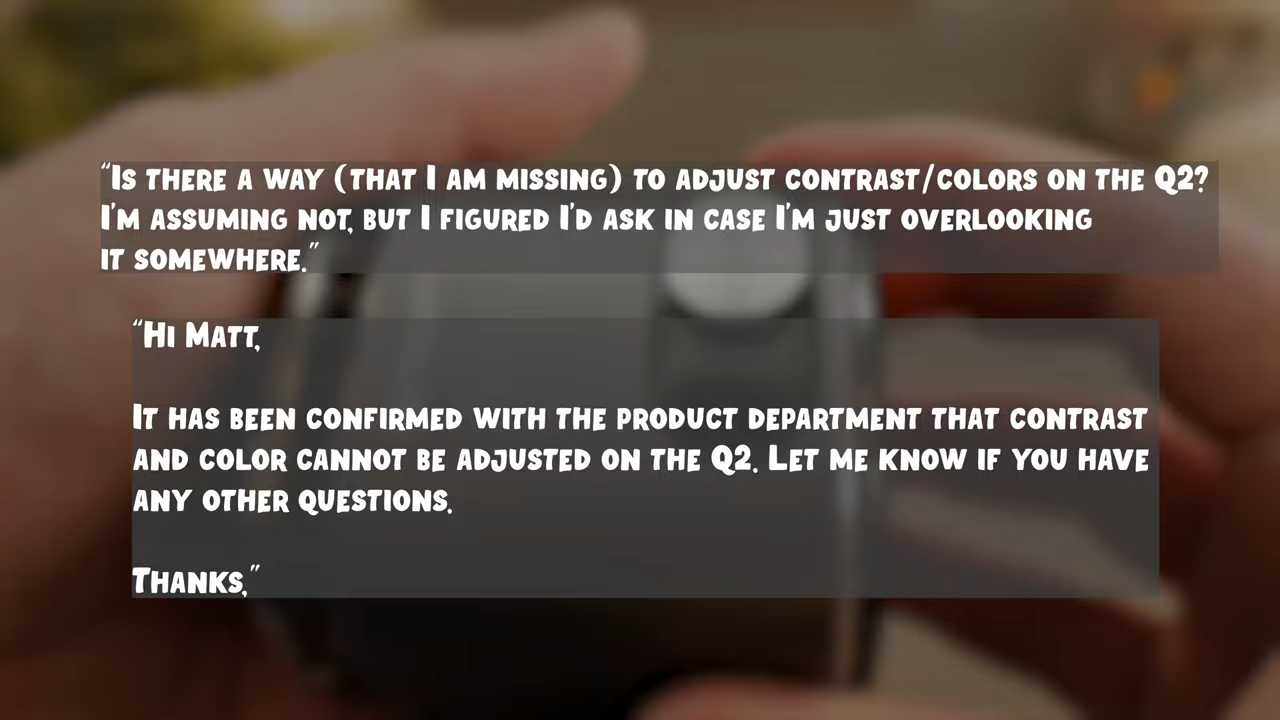 “Is there a way (that I am missing) to adjust contrast/colors on the Q2?
I'm assuming not, but I figured I'd ask in case I'm just overlooking
it somewhere.”
“Hi Matt,
It has been confirmed with the product department that contrast
and color cannot be adjusted on the Q2. Let me know if you have
any other questions.
Thanks,”